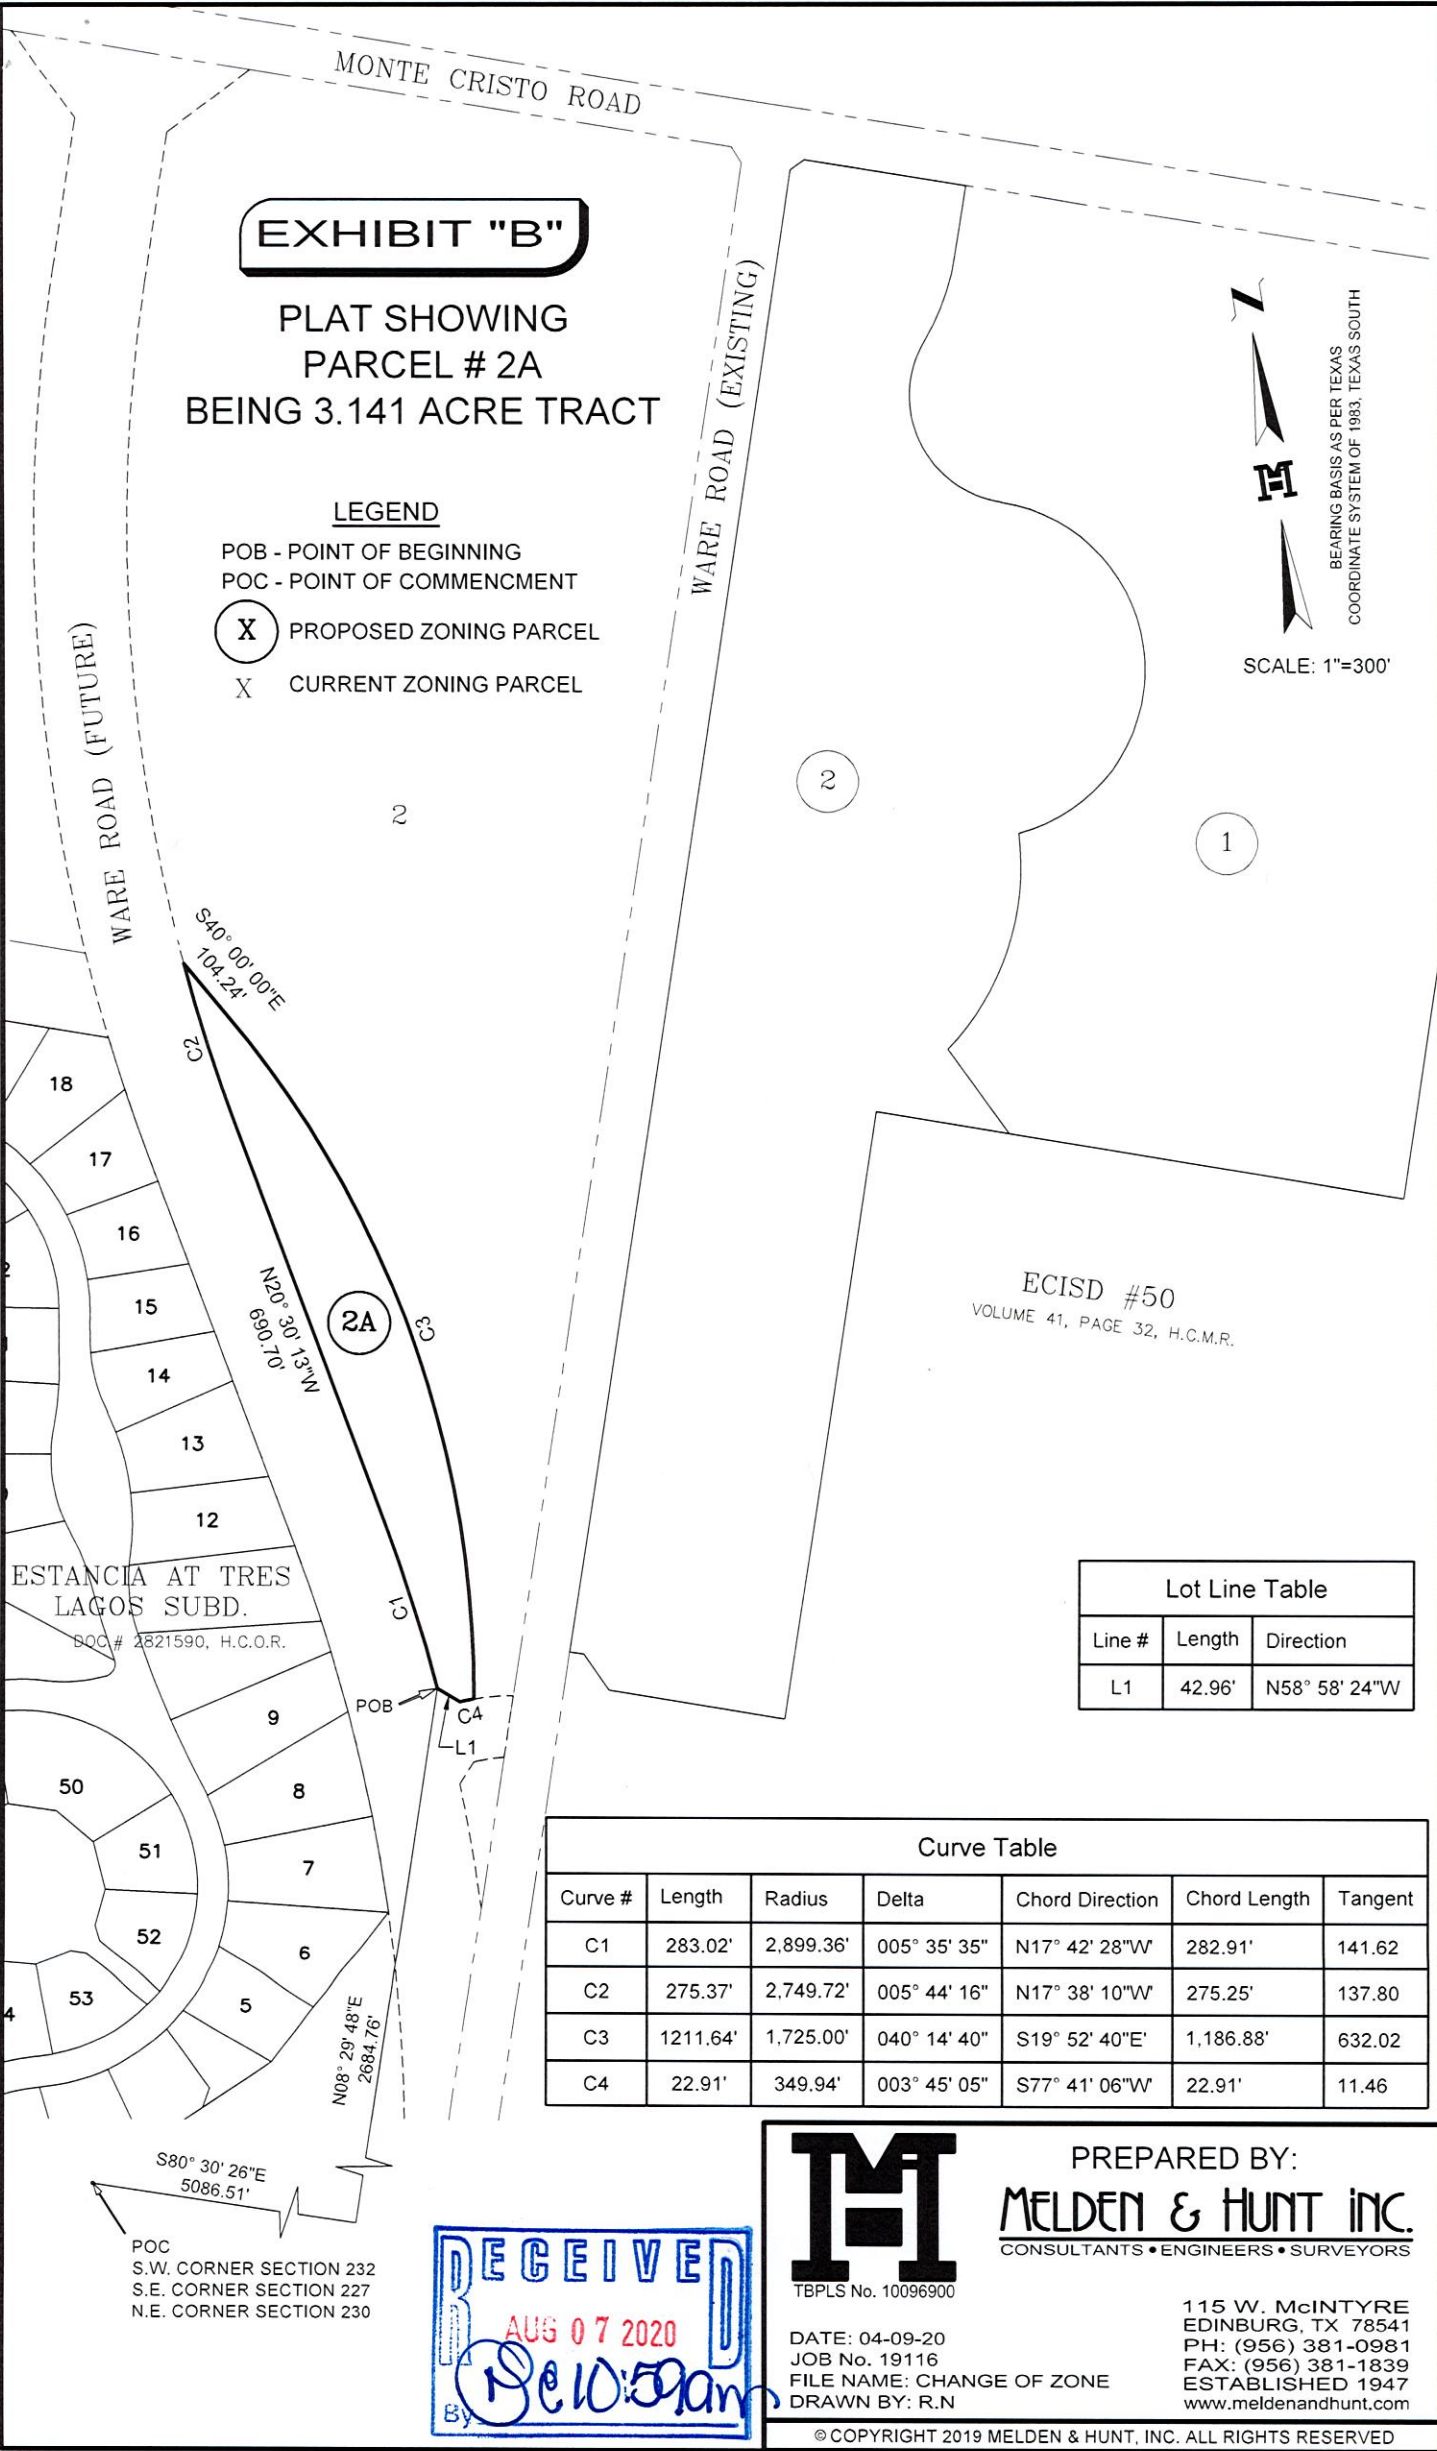 MONTE CRISTO ROAD
EXHIBIT "B"
PLAT SHOWING
PARCEL # 2A
BEING 3.141 ACRE TRACT
LEGEND
POB - POINT OF BEGINNING
POC - POINT OF COMMENCMENT
X PROPOSED ZONING PARCEL
X CURRENT ZONING PARCEL
WARE ROAD (FUTURE)
WARE ROAD (EXISTING)
N
BEARING BASIS AS PER TEXAS
COORDINATE SYSTEM OF 1983, TEXAS SOUTH
SCALE: 1"=300'
2
2
1
S40° 00' 00"E
104.24'
C2
18
17
16
15
14
13
12
N20° 30' 13"W
690.70'
2A
C3
C1
ECISD #50
VOLUME 41, PAGE 32, H.C.M.R.
ESTANCIA AT TRES
LAGOS SUBD.
DOC# 2821590, H.C.O.R.
POB
C4
L1
9
8
7
6
5
50
51
52
53
4
N08° 29' 48"E
2684.76'
Lot Line Table
Line # Length Direction
L1 42.96' N58° 58' 24"W
Curve Table
Curve # Length Radius Delta Chord Direction Chord Length Tangent
C1 283.02' 2,899.36' 005° 35' 35" N17° 42' 28"W 282.91' 141.62
C2 275.37' 2,749.72' 005° 44' 16" N17° 38' 10"W 275.25' 137.80
C3 1211.64' 1,725.00' 040° 14' 40" S19° 52' 40"E 1,186.88' 632.02
C4 22.91' 349.94' 003° 45' 05" S77° 41' 06"W 22.91' 11.46
S80° 30' 26"E
5086.51'
POC
S.W. CORNER SECTION 232
S.E. CORNER SECTION 227
N.E. CORNER SECTION 230
RECEIVED
AUG 07 2020
10:59am
By
TBPLS No. 10096900
PREPARED BY:
MELDEN & HUNT INC.
CONSULTANTS • ENGINEERS • SURVEYORS
115 W. McINTYRE
EDINBURG, TX 78541
PH: (956) 381-0981
FAX: (956) 381-1839
ESTABLISHED 1947
www.meldenandhunt.com
DATE: 04-09-20
JOB No. 19116
FILE NAME: CHANGE OF ZONE
DRAWN BY: R.N
© COPYRIGHT 2019 MELDEN & HUNT, INC. ALL RIGHTS RESERVED